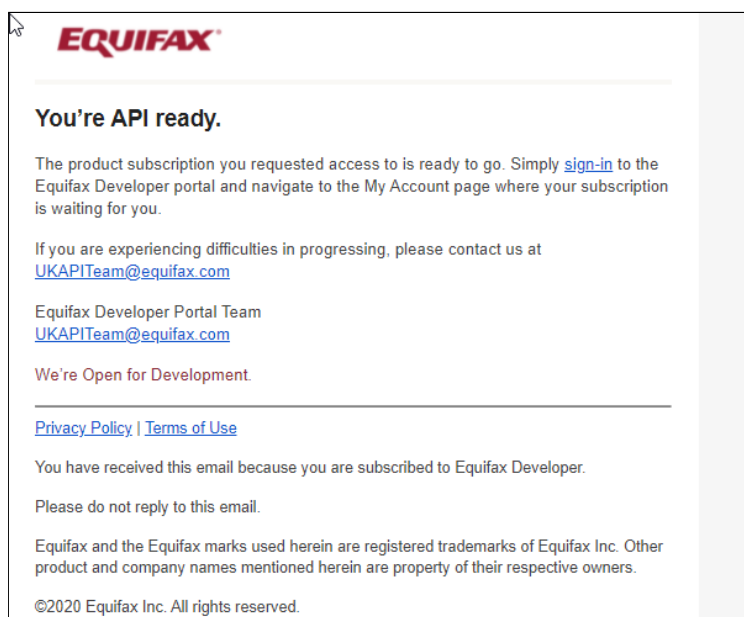 EQUIFAX
You’re API ready.
The product subscription you requested access to is ready to go. Simply sign-in to the
Equifax Developer portal and navigate to the My Account page where your subscription
is waiting for you.
If you are experiencing difficulties in progressing, please contact us at
UKAPITeam@equifax.com
Equifax Developer Portal Team
UKAPITeam@equifax.com
We’re Open for Development.
Privacy Policy | Terms of Use
You have received this email because you are subscribed to Equifax Developer.
Please do not reply to this email.
Equifax and the Equifax marks used herein are registered trademarks of Equifax Inc. Other
product and company names mentioned herein are property of their respective owners.
©2020 Equifax Inc. All rights reserved.